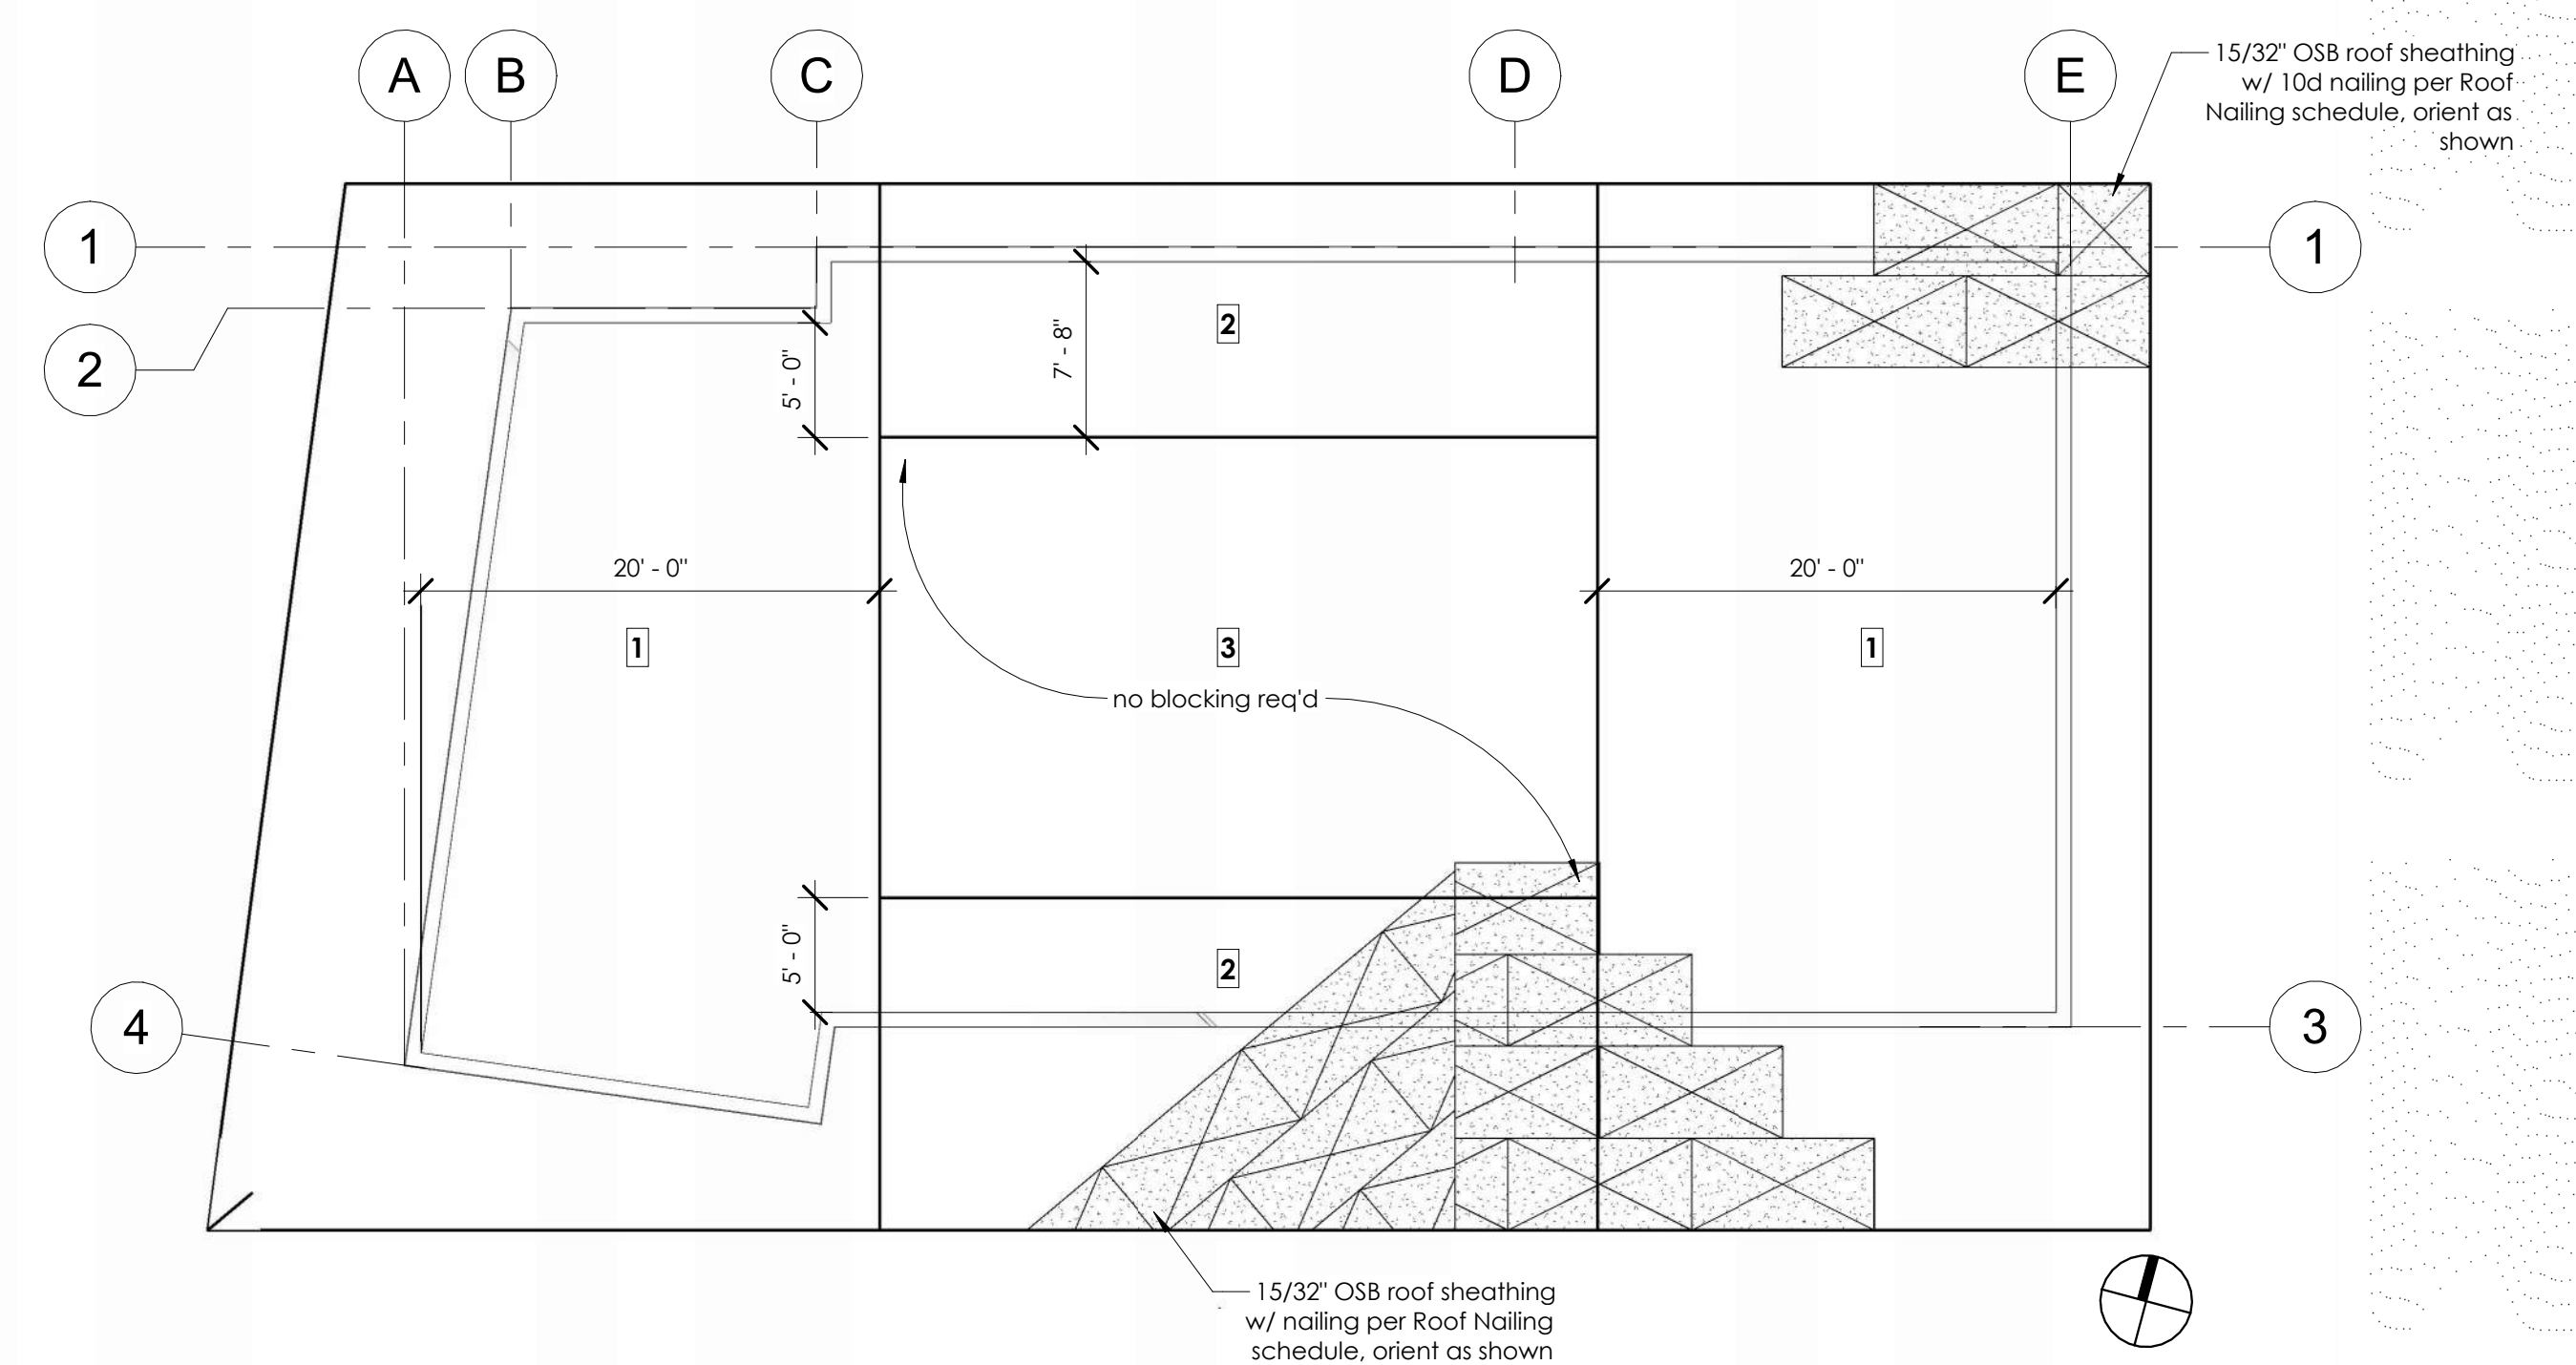 A
B
C
D
E
15/32" OSB roof sheathing
w/ 10d nailing per Roof
Nailing schedule, orient as
shown
1
1
2
2
5' - 0"
7' - 8"
20' - 0"
20' - 0"
1
3
1
no blocking req'd
5' - 0"
2
4
3
15/32" OSB roof sheathing
w/ nailing per Roof Nailing
schedule, orient as shown